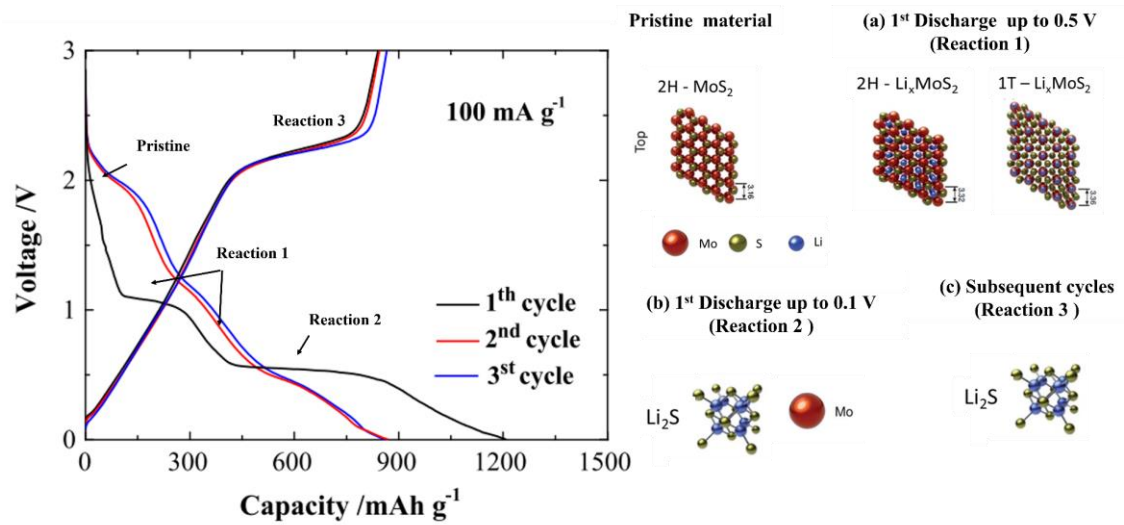 3
2
1
0
Voltage /V
0
300
600
900
1200
1500
Capacity /mAh g-1
100 mA g-1
Pristine
Reaction 1
Reaction 2
Reaction 3
1th cycle
2nd cycle
3st cycle
Pristine material
2H - MoS2
Top
3.16
Mo
S
Li
(a) 1st Discharge up to 0.5 V
(Reaction 1)
2H - LixMoS2
1T – LixMoS2
3.32
3.36
(b) 1st Discharge up to 0.1 V
(Reaction 2 )
Li2S
Mo
(c) Subsequent cycles
(Reaction 3 )
Li2S